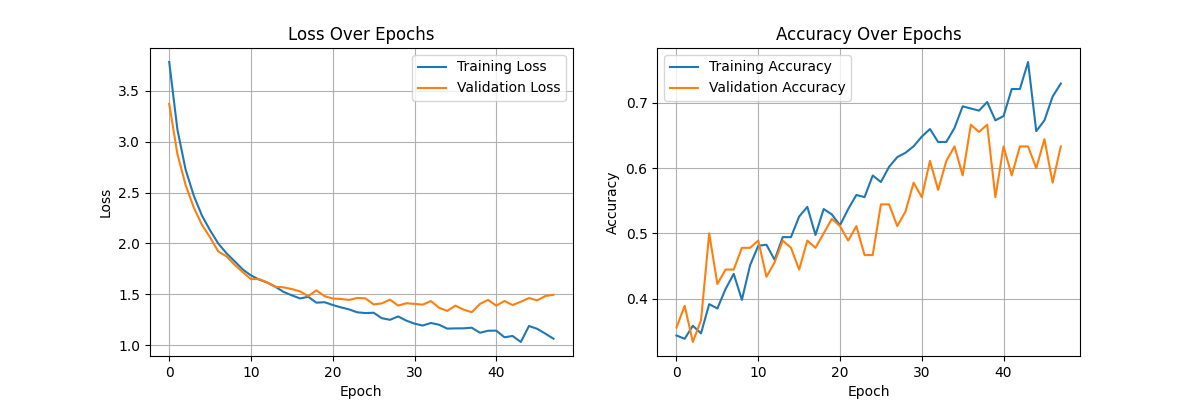 Loss Over Epochs
Training Loss
Validation Loss
3.5
3.0
2.5
2.0
1.5
1.0
0
10
20
30
40
Loss
Epoch
Accuracy Over Epochs
Training Accuracy
Validation Accuracy
0.7
0.6
0.5
0.4
0
10
20
30
40
Accuracy
Epoch